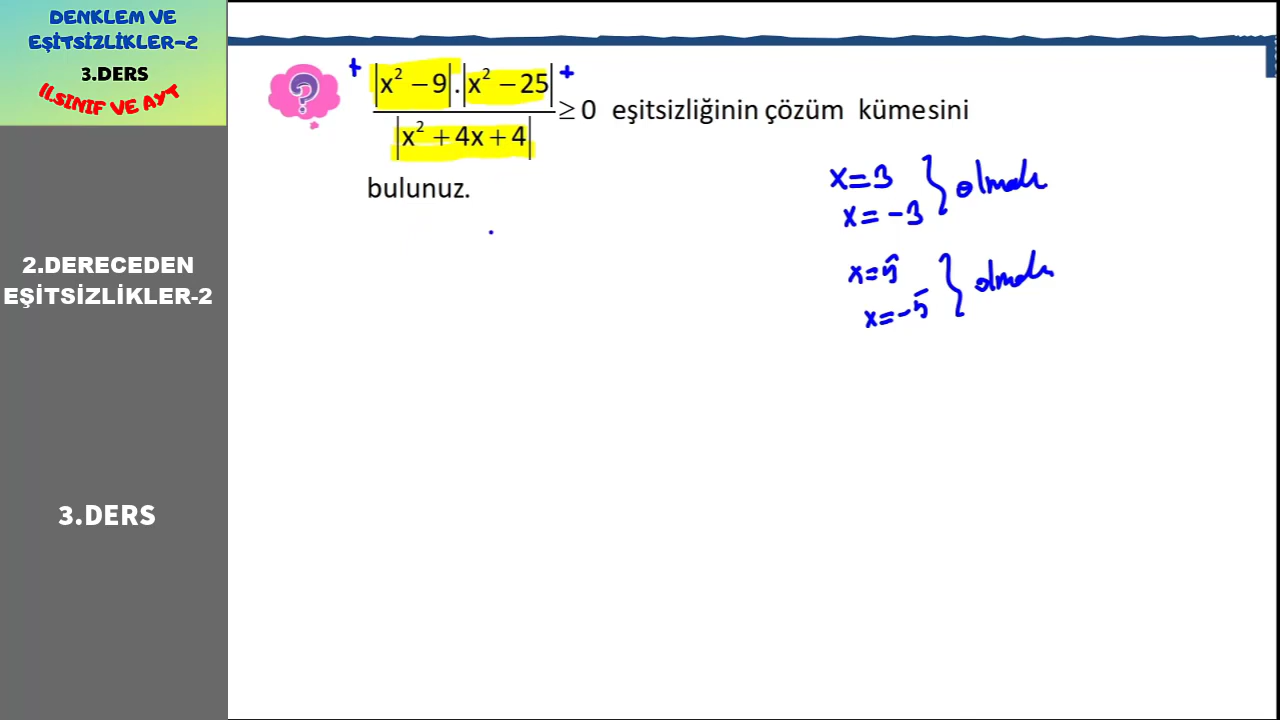 DENKLEM VE
EŞİTSİZLİKLER-2
3.DERS
11.SINIF VE AYT
2.DERECEDEN
EŞİTSİZLİKLER-2
3.DERS
?
+ |x² − 9| . |x² − 25| +
|x² + 4x + 4|
≥ 0 eşitsizliğinin çözüm kümesini
bulunuz.
x=3
x=-3 } olmalı
x=5
x=-5 } olmalı